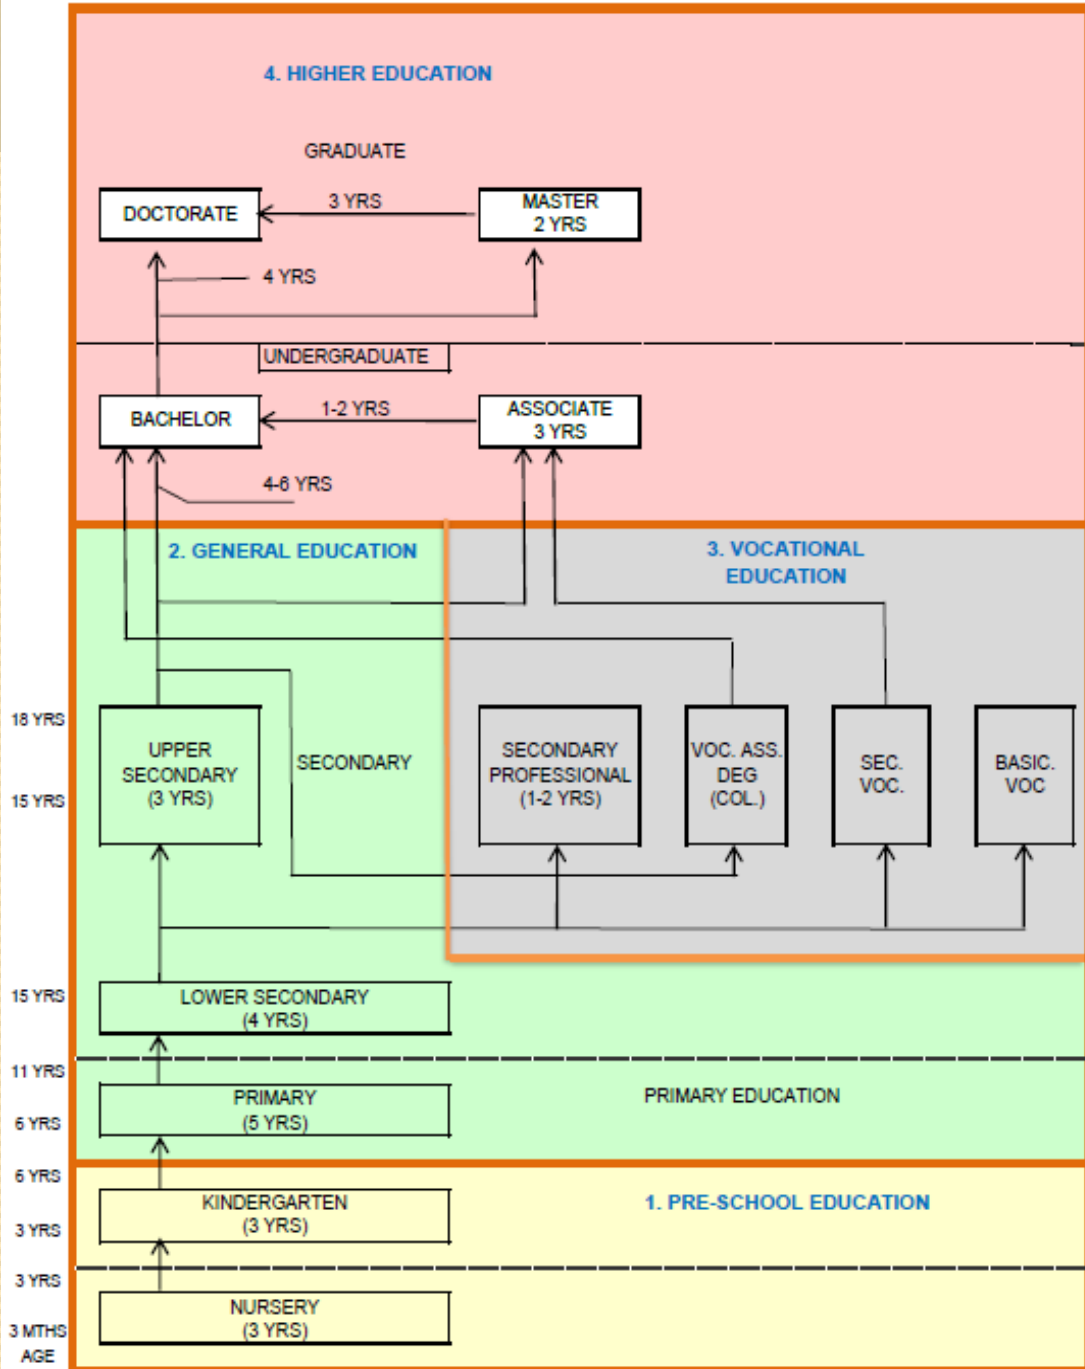 4. HIGHER EDUCATION
GRADUATE
DOCTORATE
3 YRS
MASTER
2 YRS
4 YRS
UNDERGRADUATE
BACHELOR
1-2 YRS
ASSOCIATE
3 YRS
4-6 YRS
2. GENERAL EDUCATION
3. VOCATIONAL
EDUCATION
18 YRS
15 YRS
UPPER
SECONDARY
(3 YRS)
SECONDARY
SECONDARY
PROFESSIONAL
(1-2 YRS)
VOC. ASS.
DEG
(COL.)
SEC.
VOC.
BASIC.
VOC
15 YRS
LOWER SECONDARY
(4 YRS)
11 YRS
6 YRS
PRIMARY
(5 YRS)
PRIMARY EDUCATION
6 YRS
3 YRS
KINDERGARTEN
(3 YRS)
1. PRE-SCHOOL EDUCATION
3 YRS
3 MTHS
AGE
NURSERY
(3 YRS)